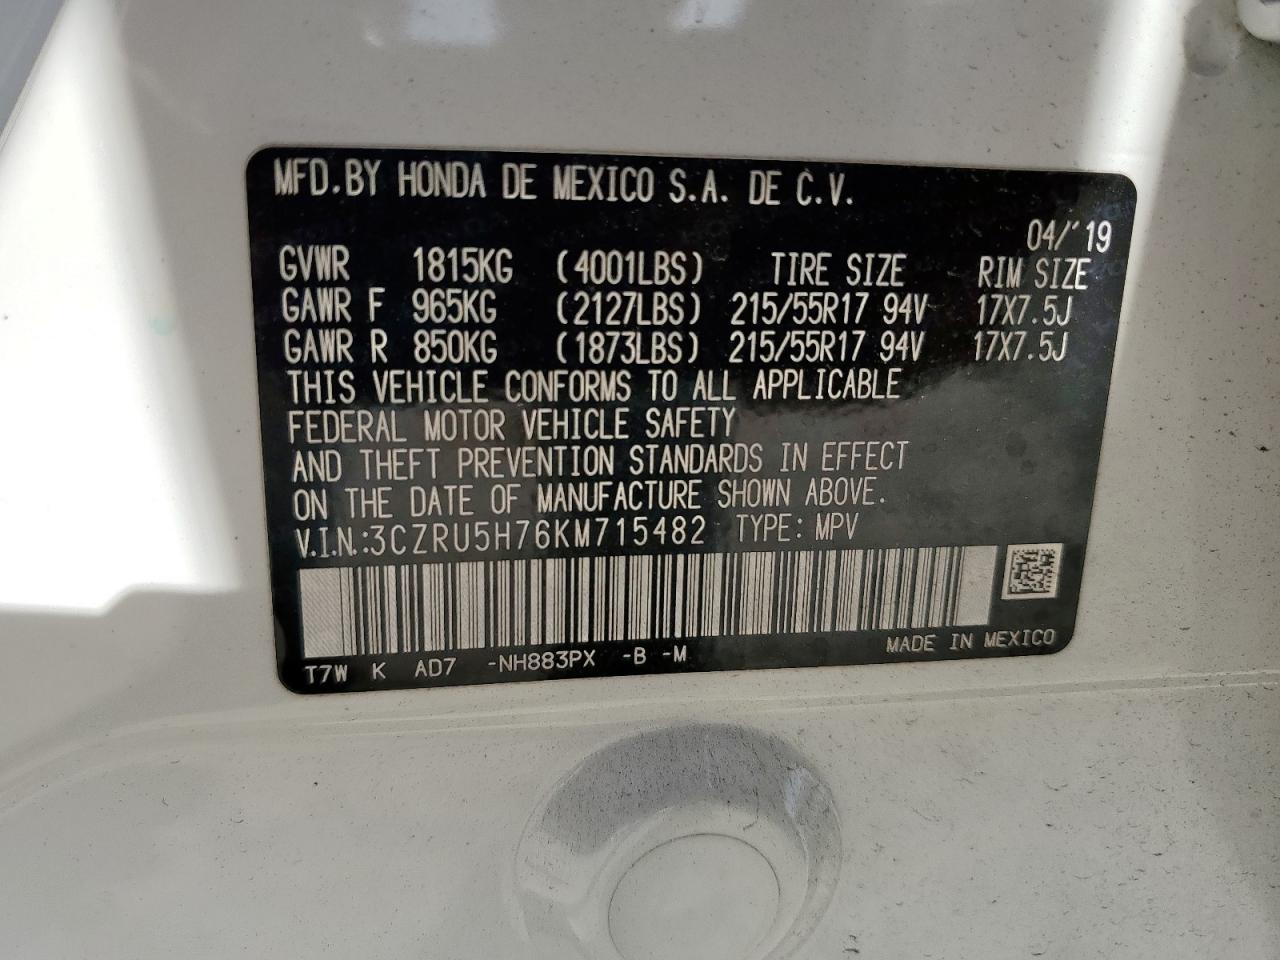 MFD.BY HONDA DE MEXICO S.A. DE C.V.
04/'19
GVWR 1815KG (4001LBS) TIRE SIZE RIM SIZE
GAWR F 965KG (2127LBS) 215/55R17 94V 17X7.5J
GAWR R 850KG (1873LBS) 215/55R17 94V 17X7.5J
THIS VEHICLE CONFORMS TO ALL APPLICABLE
FEDERAL MOTOR VEHICLE SAFETY
AND THEFT PREVENTION STANDARDS IN EFFECT
ON THE DATE OF MANUFACTURE SHOWN ABOVE.
V.I.N.:3CZRU5H76KM715482 TYPE: MPV
T7W K AD7 -NH883PX -B -M MADE IN MEXICO